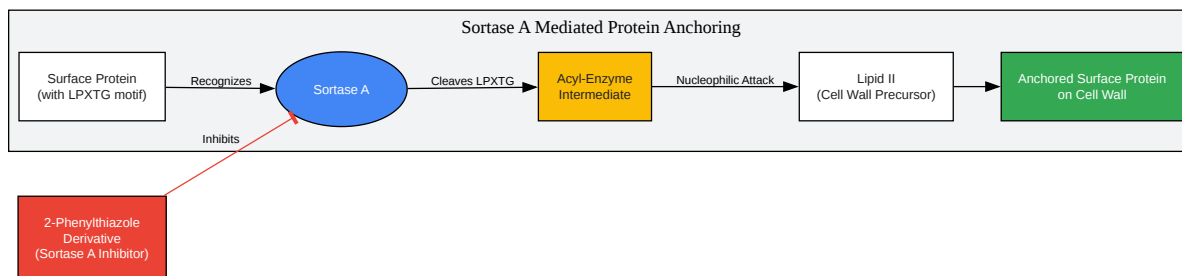 Sortase A Mediated Protein Anchoring
Surface Protein
(with LPXTG motif)
Recognizes
Sortase A
Cleaves LPXTG
Acyl-Enzyme
Intermediate
Nucleophilic Attack
Lipid II
(Cell Wall Precursor)
Anchored Surface Protein
on Cell Wall
Inhibits
2-Phenylthiazole
Derivative
(Sortase A Inhibitor)